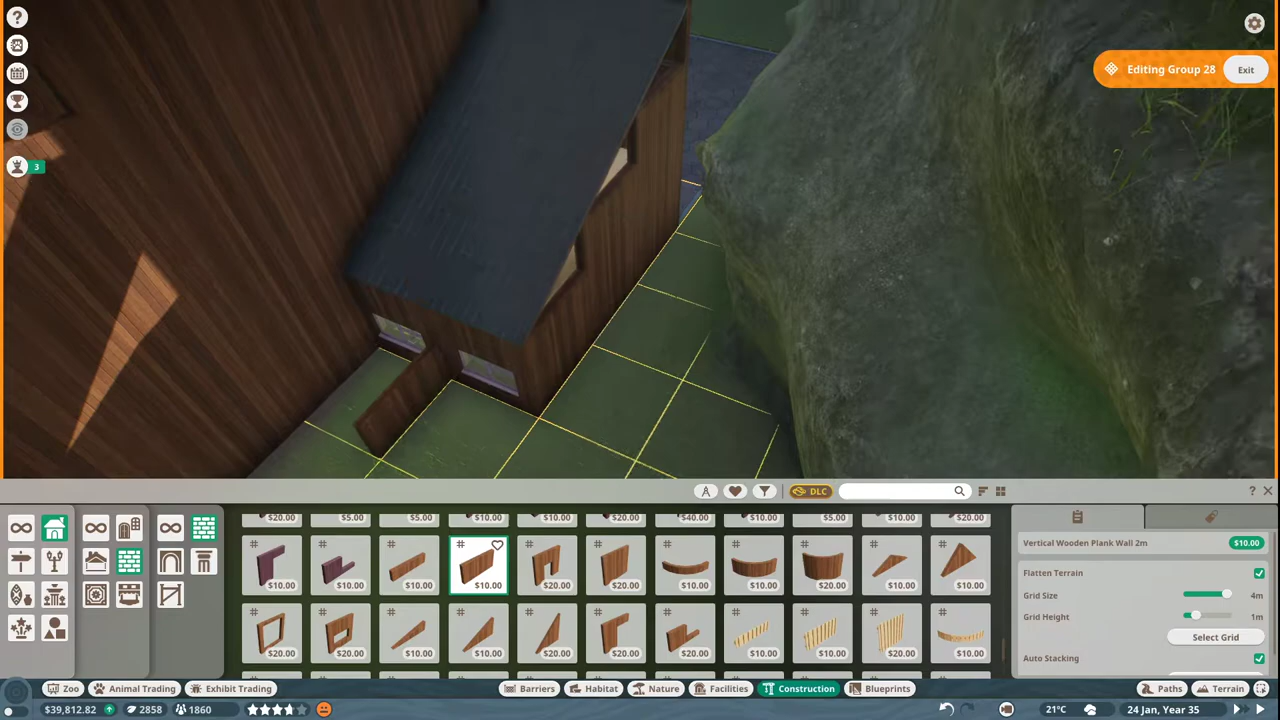 ?
Editing Group 28
Exit
3
DLC
? ×
$20.00
$5.00
$5.00
$10.00
$10.00
$20.00
$40.00
$10.00
$5.00
$10.00
$20.00
$10.00
$10.00
$10.00
$10.00
$20.00
$20.00
$10.00
$10.00
$20.00
$10.00
$10.00
$20.00
$20.00
$10.00
$10.00
$20.00
$20.00
$20.00
$10.00
$10.00
$20.00
$10.00
Vertical Wooden Plank Wall 2m
$10.00
Flatten Terrain
Grid Size
4m
Grid Height
1m
Select Grid
Auto Stacking
Zoo
Animal Trading
Exhibit Trading
Barriers
Habitat
Nature
Facilities
Construction
Blueprints
Paths
Terrain
$39,812.82
2858
1860
21°C
24 Jan, Year 35